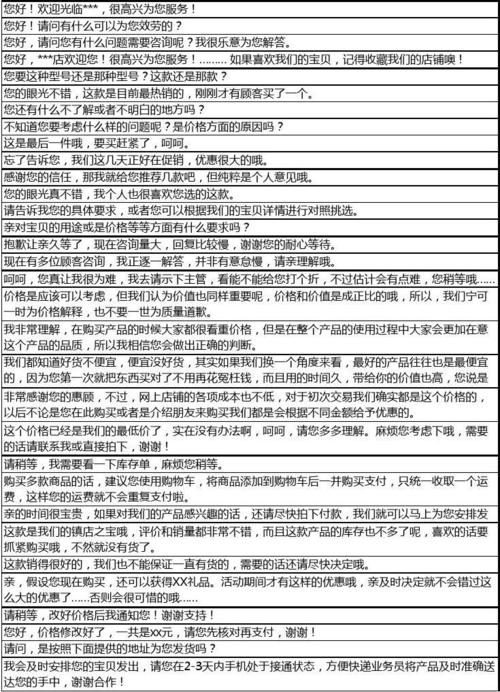 您好！欢迎光临***，很高兴为您服务！
您好！请问有什么可以为您效劳的？
您好，请问您有什么问题需要咨询呢？我很乐意为您解答。
您好，***店欢迎您！很高兴为您服务！……… 如果喜欢我们的宝贝，记得收藏我们的店铺噢！
您要这种型号还是那种型号？这款还是那款？
您的眼光不错，这款是目前最热销的，刚刚才有顾客买了一个。
您还有什么不了解或者不明白的地方吗？
不知道您要考虑什么样的问题呢？是价格方面的原因吗？
这是最后一件哦，要买赶紧了，呵呵。
忘了告诉您，我们这几天正好在促销，优惠很大的哦。
感谢您的信任，那我就给您推荐几款吧，但纯粹是个人意见哦。
您的眼光真不错，我个人也很喜欢您选的这款。
请告诉我您的具体要求，或者您可以根据我们的宝贝详情进行对照挑选。
亲对宝贝的用途或是价格等等方面有什么要求吗？
抱歉让亲久等了，现在咨询量大，回复比较慢，谢谢您的耐心等待。
现在有多位顾客咨询，我正逐一解答，并非有意怠慢，请亲理解哦。
呵呵，您真让我很为难，我去请示下主管，看能不能给您打个折，不过估计会有点难，您稍等哦……
价格是应该可以考虑，但我们认为价值也同样重要呢，价格和价值是成正比的哦，所以，我们宁可
一时为价格解释，也不要一世为质量道歉。
我非常理解，在购买产品的时候大家都很看重价格，但是在整个产品的使用过程中大家会更加在意
这个产品的品质，所以我相信您会做出正确的判断。
我们都知道好货不便宜，便宜没好货，其实如果我们换一个角度来看，最好的产品往往也是最便宜
的，因为您第一次就把东西买对了不用再花冤枉钱，而且用的时间久，带给你的价值也高，您说是
非常感谢您的惠顾，不过，网上店铺的各项成本也不低，对于初次交易我们确实都是这个价格的，
以后不论是您在此购买或者是介绍朋友来购买我们都是会根据不同金额给予优惠的。
这个价格已经是我们的最低价了，实在没有办法啊，呵呵，请您多多理解。麻烦您考虑下哦，需要
的话请联系我或直接拍下，谢谢！
请稍等，我需要看一下库存单，麻烦您稍等。
购买多款商品的话，建议您使用购物车，将商品添加到购物车后一并购买支付，只统一收取一个运
费，这样您的运费就不会重复支付啦。
亲的时间很宝贵，如果对我们的产品感兴趣的话，还请尽快拍下付款，我们就可以马上为您安排发
这款是我们的镇店之宝哦，评价和销量都非常不错，而且这款产品的库存也不多了呢，喜欢的话要
抓紧购买哦，不然就没有货了。
这款销得很好的，我们也不能保证一直有货的，需要的话还请尽快决定哦。
亲，假设您现在购买，还可以获得XX礼品。活动期间才有这样的优惠哦，亲及时决定就不会错过这
么大的优惠了……否则会很可惜的哦……
请稍等，改好价格后我通知您！谢谢支持！
您好，价格修改好了，一共是xx元，请您先核对再支付，谢谢！
请问，是按照下面提供的地址为您发货吗？
我会及时安排您的宝贝发出，请您在2-3天内手机处于接通状态，方便快递业务员将产品及时准确送
达您的手中，谢谢合作！